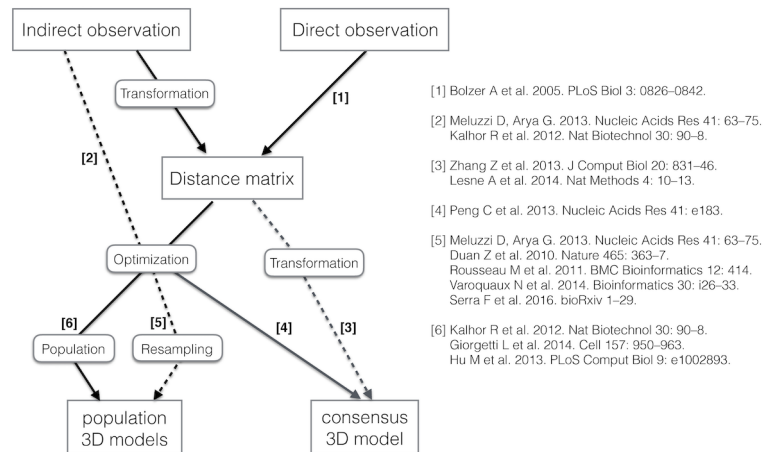 Indirect observation
Direct observation
Transformation
[1]
[2]
Distance matrix
Optimization
Transformation
[6]
[5]
[4]
[3]
Population
Resampling
population
3D models
consensus
3D model
[1] Bolzer A et al. 2005. PLoS Biol 3: 0826–0842.
[2] Meluzzi D, Arya G. 2013. Nucleic Acids Res 41: 63–75.
Kalhor R et al. 2012. Nat Biotechnol 30: 90–8.
[3] Zhang Z et al. 2013. J Comput Biol 20: 831–46.
Lesne A et al. 2014. Nat Methods 4: 10–13.
[4] Peng C et al. 2013. Nucleic Acids Res 41: e183.
[5] Meluzzi D, Arya G. 2013. Nucleic Acids Res 41: 63–75.
Duan Z et al. 2010. Nature 465: 363–7.
Rousseau M et al. 2011. BMC Bioinformatics 12: 414.
Varoquaux N et al. 2014. Bioinformatics 30: i26–33.
Serra F et al. 2016. bioRxiv 1–29.
[6] Kalhor R et al. 2012. Nat Biotechnol 30: 90–8.
Giorgetti L et al. 2014. Cell 157: 950–963.
Hu M et al. 2013. PLoS Comput Biol 9: e1002893.